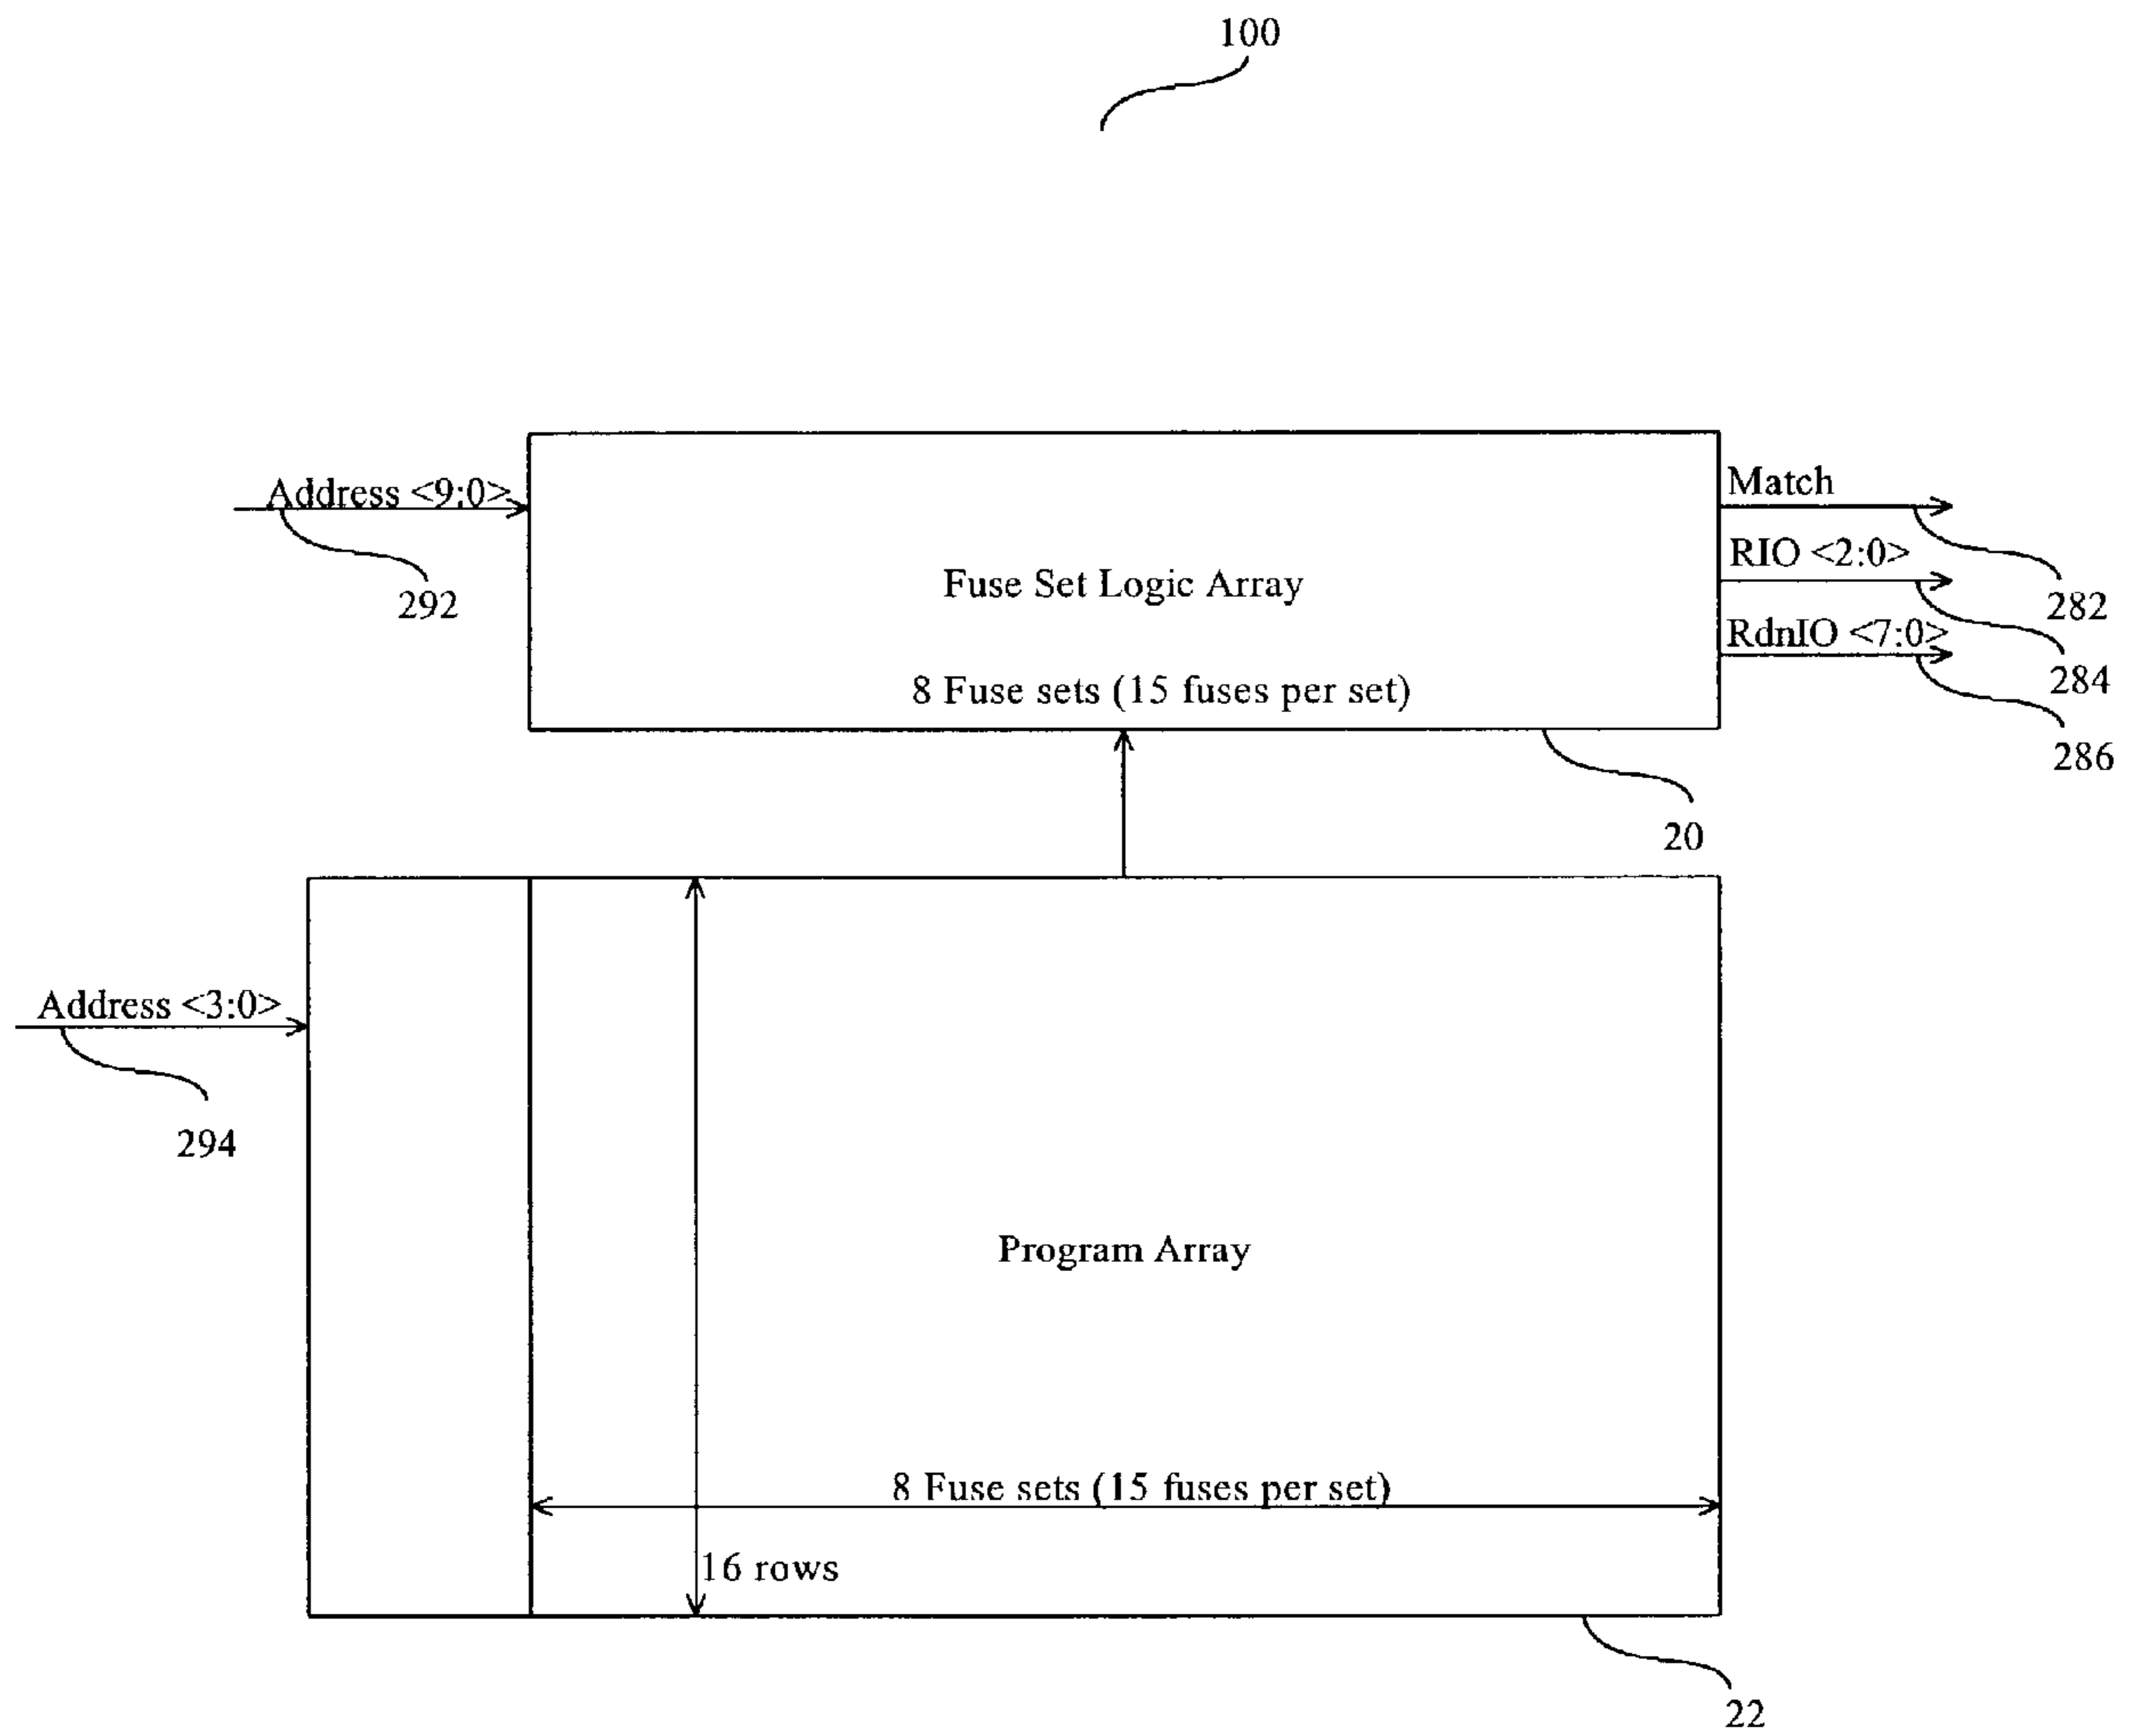 100
Address <9:0>
292
Match
RIO <2:0>
RdnIO <7:0>
282
284
286
Fuse Set Logic Array
8 Fuse sets (15 fuses per set)
20
Address <3:0>
294
Program Array
8 Fuse sets (15 fuses per set)
16 rows
22